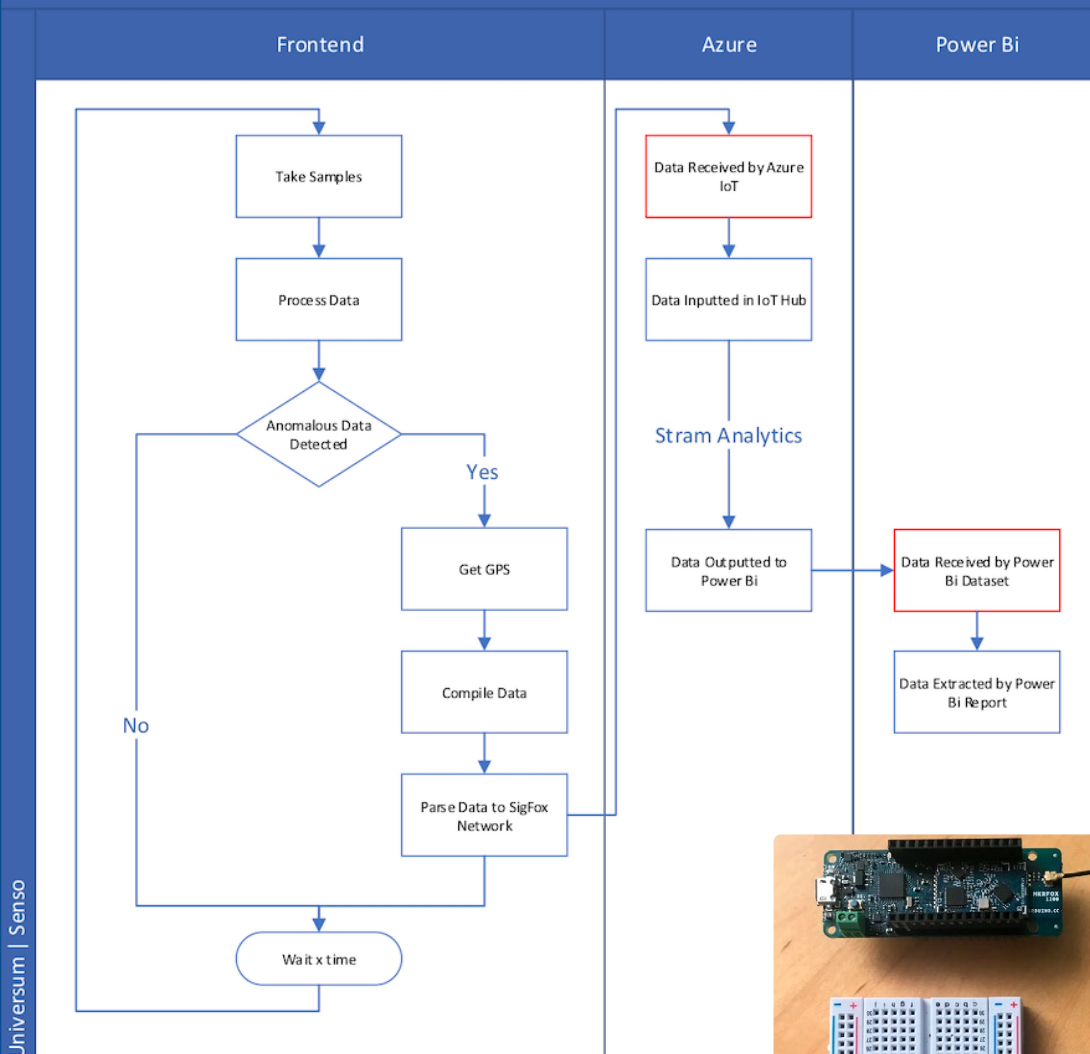 Frontend
Azure
Power Bi
Take Samples
Process Data
Anomalous Data
Detected
Yes
No
Get GPS
Compile Data
Parse Data to SigFox
Network
Wait x time
Data Received by Azure
IoT
Data Inputted in IoT Hub
Stram Analytics
Data Outputted to
Power Bi
Data Received by Power
Bi Dataset
Data Extracted by Power
Bi Report
Universum | Senso
MKRFOX
1200